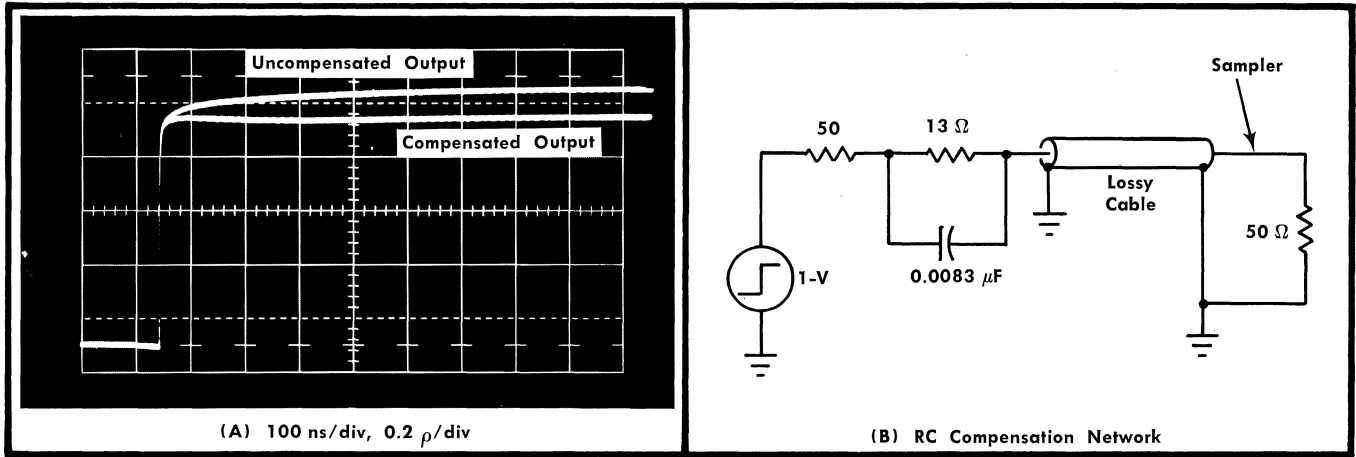 Uncompensated Output
Compensated Output
(A) 100 ns/div, 0.2 ρ/div
Sampler
50
13 Ω
Lossy
Cable
50 Ω
0.0083 μF
1-V
(B) RC Compensation Network